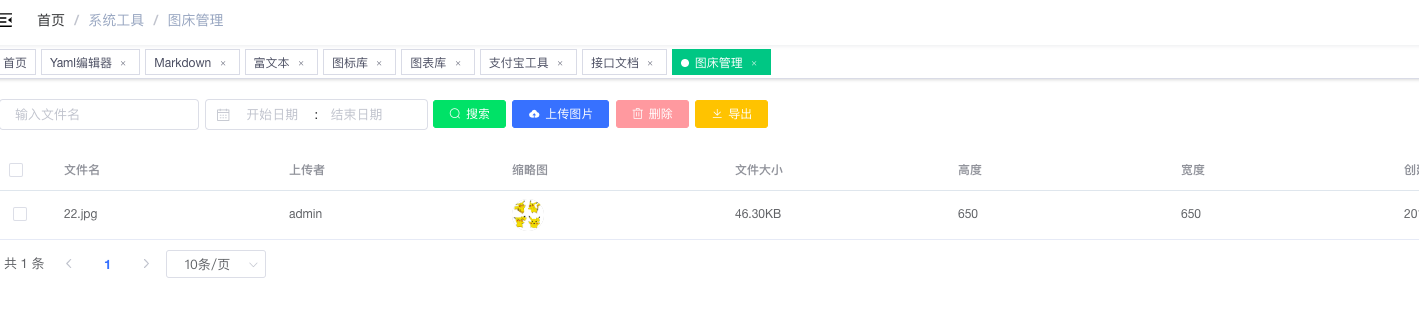 首页 / 系统工具 / 图床管理
首页 Yaml编辑器 × Markdown × 富文本 × 图标库 × 图表库 × 支付宝工具 × 接口文档 × 图床管理 ×
输入文件名 开始日期 : 结束日期 搜索 上传图片 删除 导出
文件名 上传者 缩略图 文件大小 高度 宽度 创
22.jpg admin 46.30KB 650 650 20
共 1 条 1 10条/页